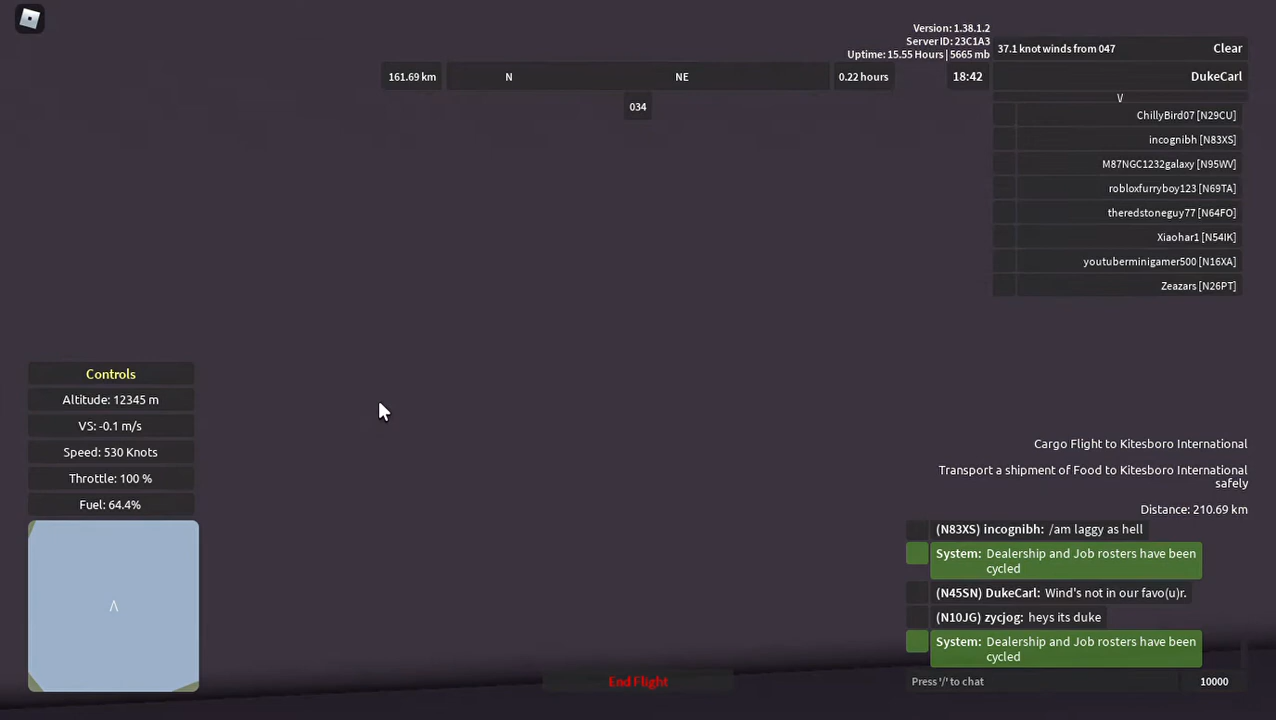 Version: 1.38.1.2
Server ID: 23C1A3
Uptime: 15.55 Hours | 5665 mb
37.1 knot winds from 047
Clear
161.69 km
N
NE
0.22 hours
18:42
DukeCarl
034
V
ChillyBird07 [N29CU]
incognibh [N83XS]
M87NGC1232galaxy [N95WV]
robloxfurryboy123 [N69TA]
theredstoneguy77 [N64FO]
Xiaohar1 [N54IK]
youtuberminigamer500 [N16XA]
Zeazars [N26PT]
Controls
Altitude: 12345 m
VS: -0.1 m/s
Speed: 530 Knots
Throttle: 100 %
Fuel: 64.4%
Cargo Flight to Kitesboro International
Transport a shipment of Food to Kitesboro International
safely
Distance: 210.69 km
(N83XS) incognibh: /am laggy as hell
System: Dealership and Job rosters have been
cycled
(N45SN) DukeCarl: Wind's not in our favo(u)r.
(N10JG) zycjog: heys its duke
System: Dealership and Job rosters have been
cycled
End Flight
Press '/' to chat
10000